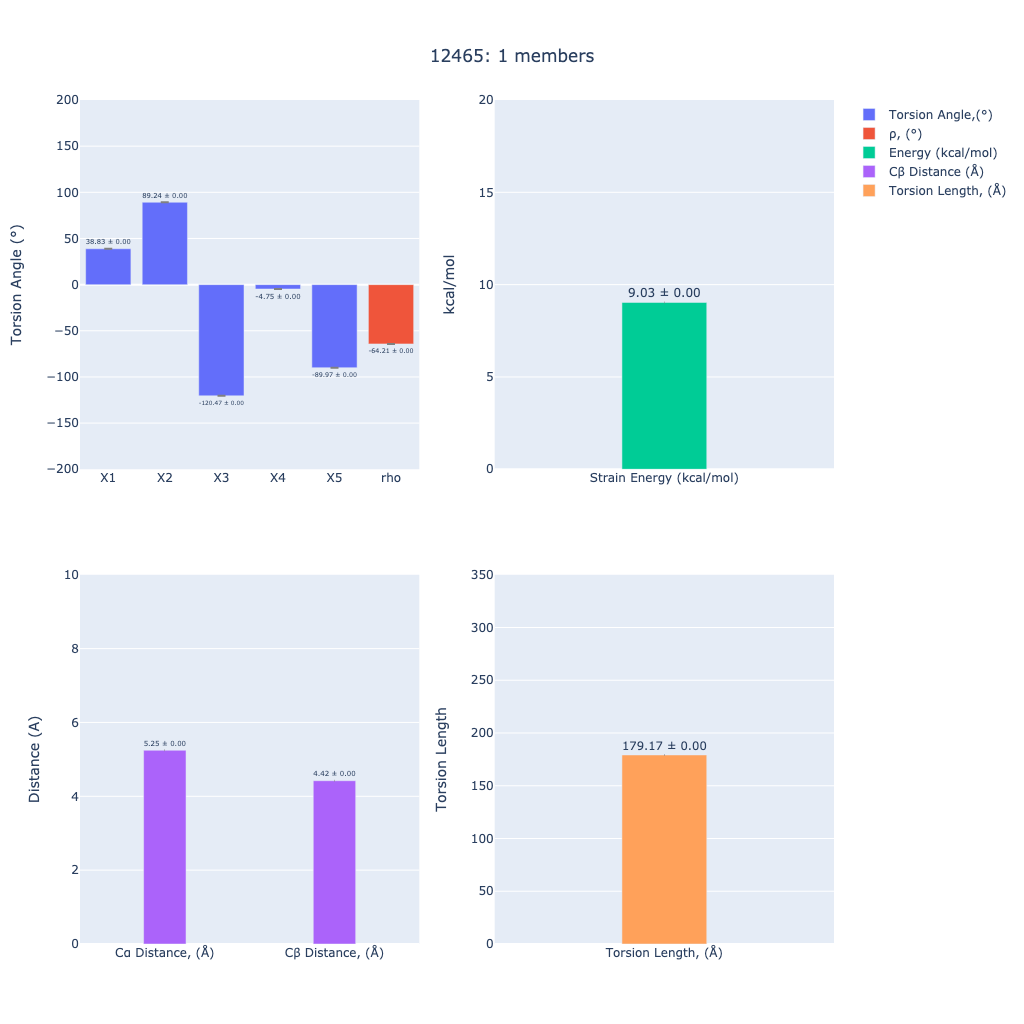 12465: 1 members
Torsion Angle (°)
200
150
100
50
0
−50
−100
−150
−200
38.83 ± 0.00
89.24 ± 0.00
-120.47 ± 0.00
-4.75 ± 0.00
-89.97 ± 0.00
-64.21 ± 0.00
X1 X2 X3 X4 X5 rho
kcal/mol
20
15
10
5
0
9.03 ± 0.00
Strain Energy (kcal/mol)
Torsion Angle,(°)
ρ, (°)
Energy (kcal/mol)
Cβ Distance (Å)
Torsion Length, (Å)
Distance (A)
10
8
6
4
2
0
5.25 ± 0.00
4.42 ± 0.00
Cα Distance, (Å) Cβ Distance, (Å)
Torsion Length
350
300
250
200
150
100
50
0
179.17 ± 0.00
Torsion Length, (Å)